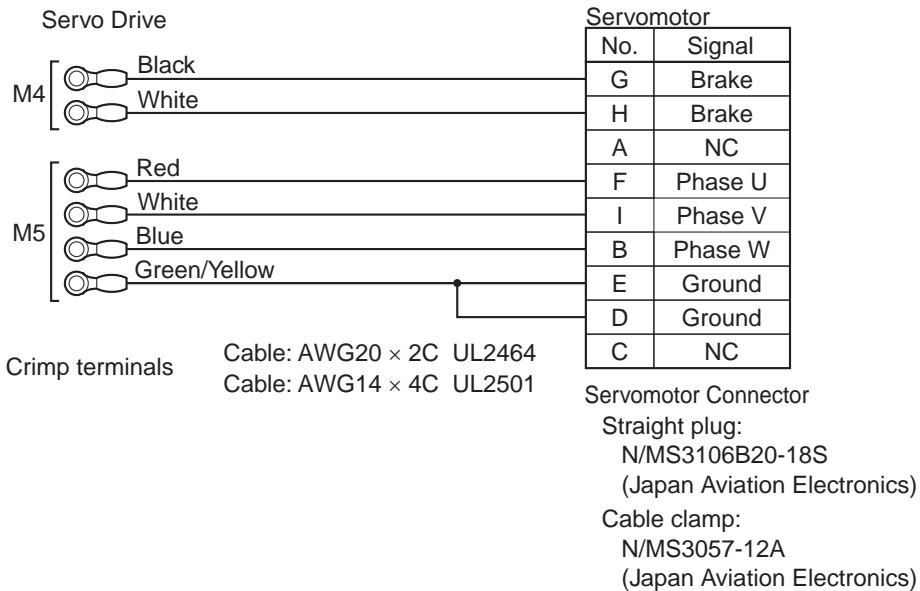 Servo Drive
Servomotor
No. Signal
M4
Black
G Brake
White
H Brake
A NC
M5
Red
F Phase U
White
I Phase V
Blue
B Phase W
Green/Yellow
E Ground
D Ground
C NC
Crimp terminals
Cable: AWG20 × 2C UL2464
Cable: AWG14 × 4C UL2501
Servomotor Connector
Straight plug:
N/MS3106B20-18S
(Japan Aviation Electronics)
Cable clamp:
N/MS3057-12A
(Japan Aviation Electronics)